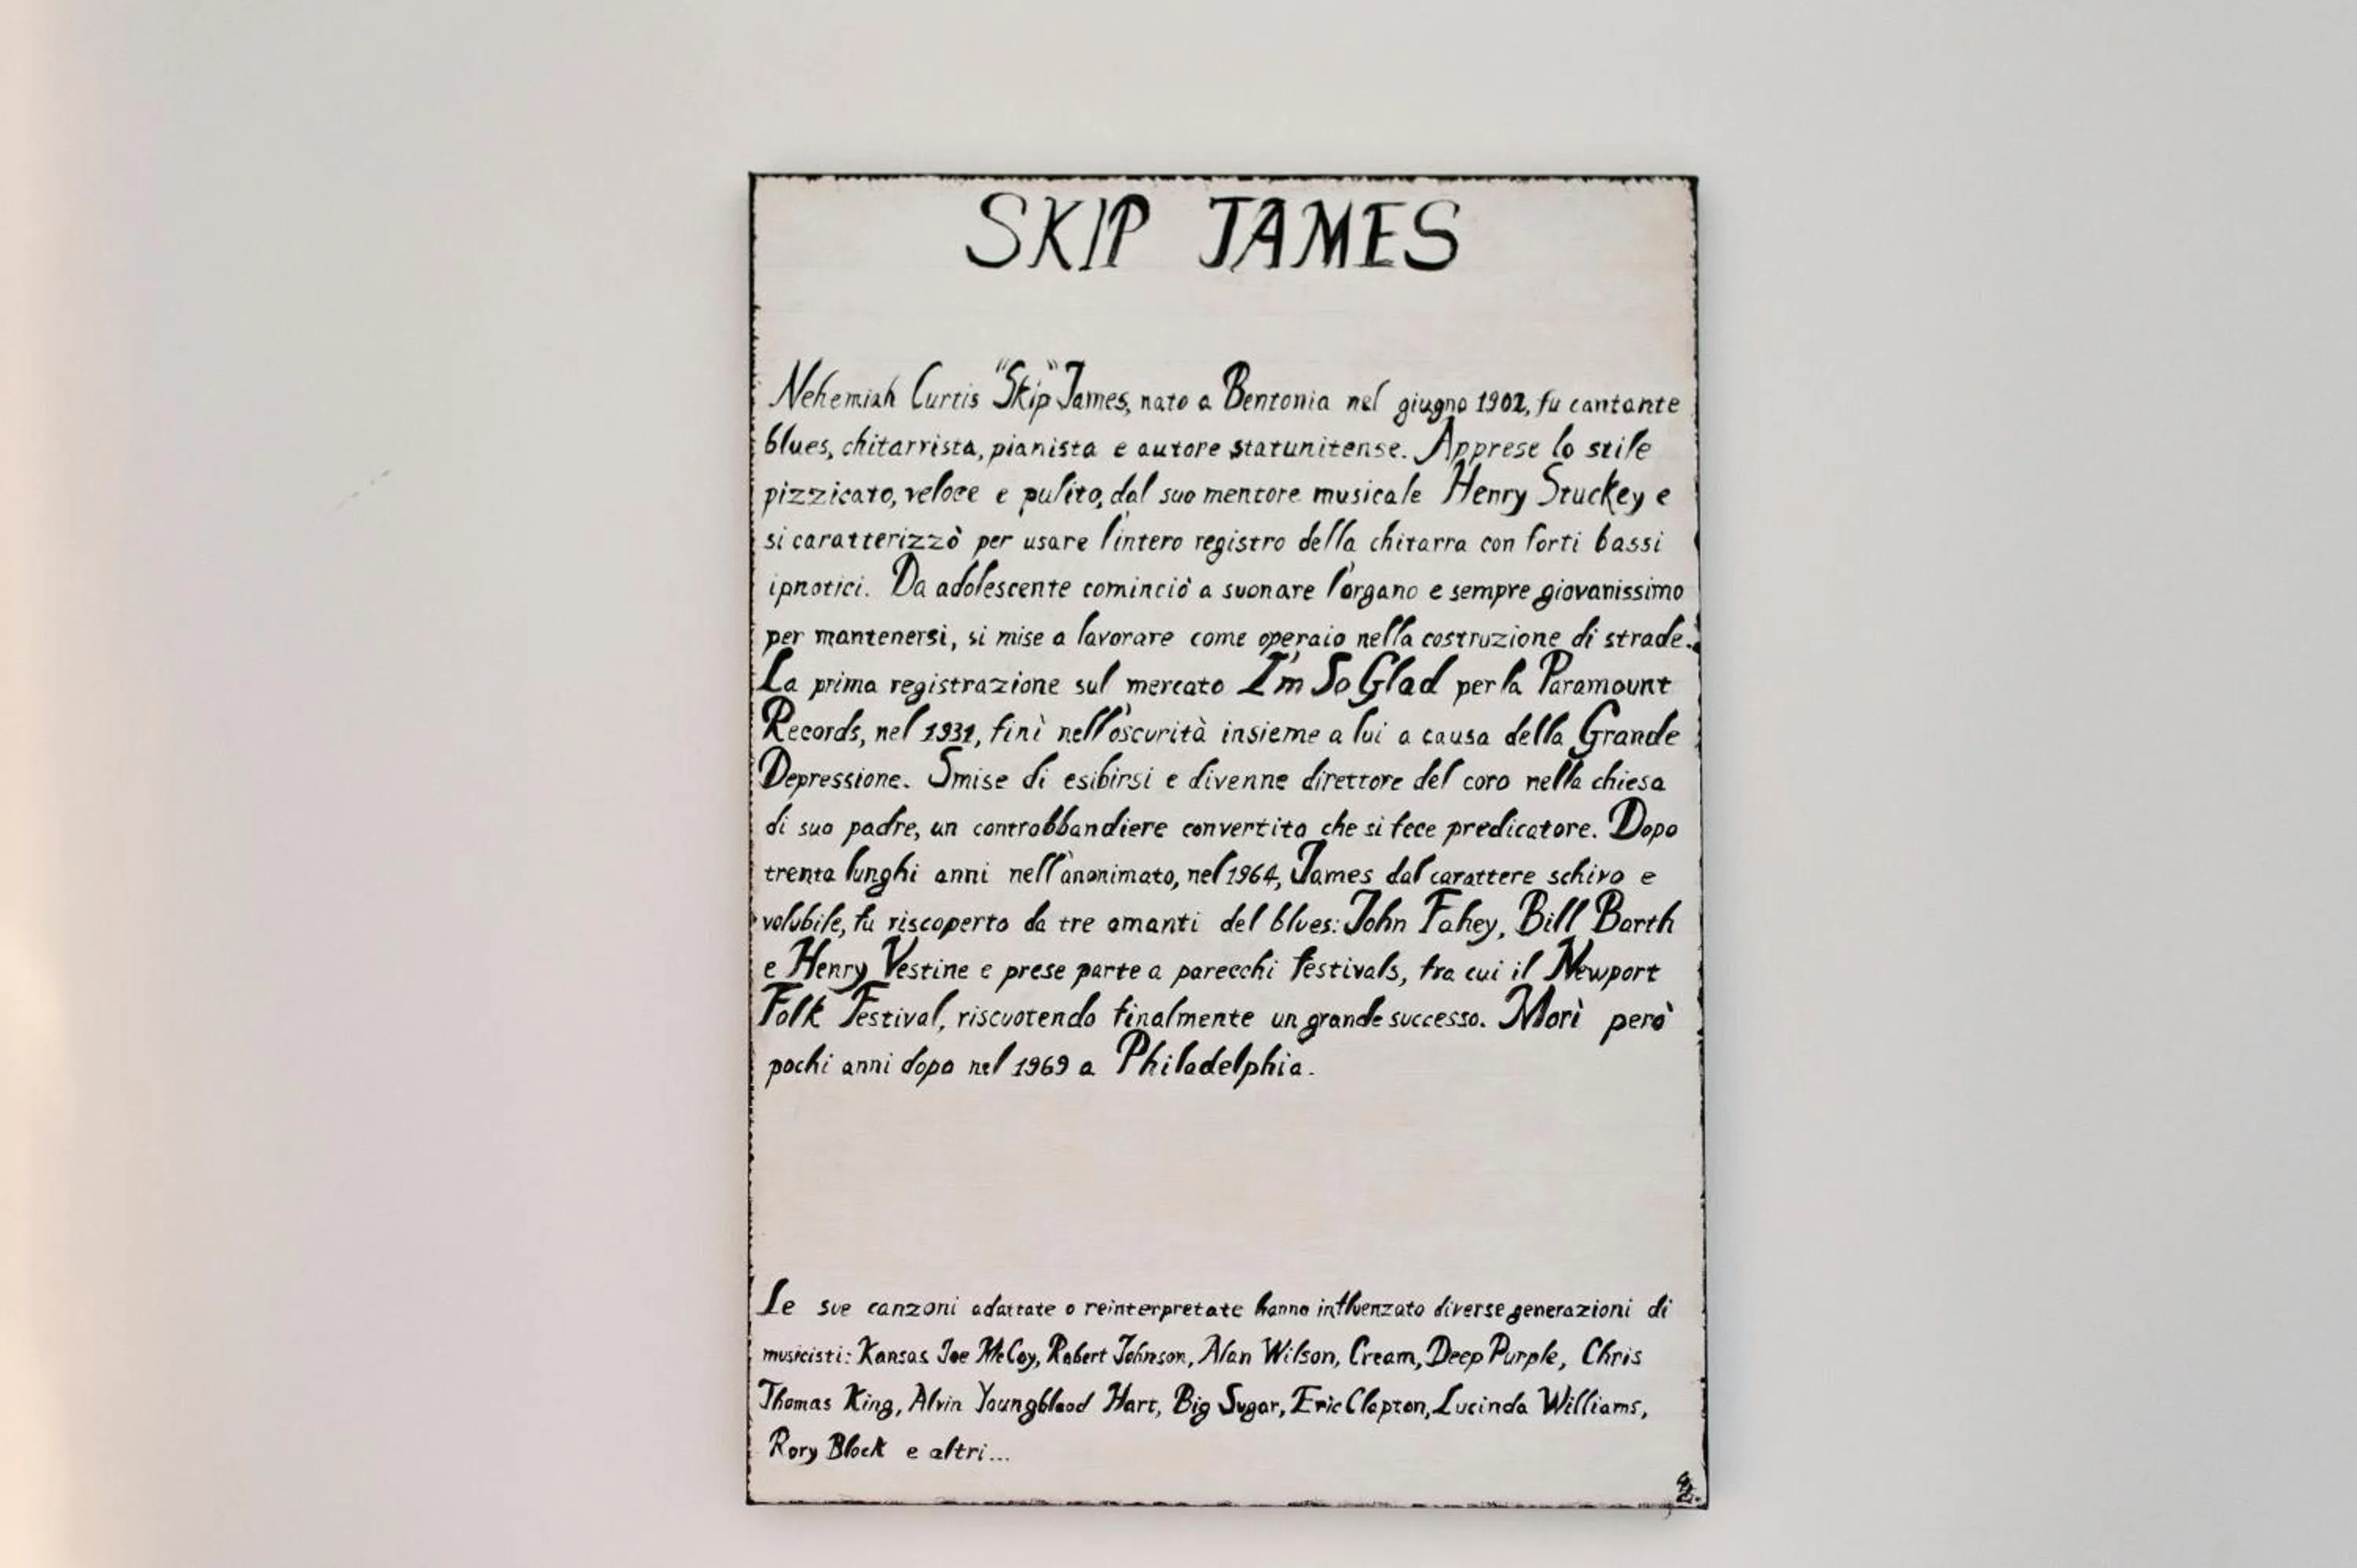 SKIP JAMES
Nehemiah Curtis "Skip" James, nato a Bentonia nel giugno 1902, fu cantante
blues, chitarrista, pianista e autore statunitense. Apprese lo stile
pizzicato, veloce e pulito, dal suo mentore musicale Henry Stuckey e
si caratterizzò per usare l'intero registro della chitarra con forti bassi
ipnotici. Da adolescente cominciò a suonare l'organo e sempre giovanissimo
per mantenersi, si mise a lavorare come operaio nella costruzione di strade.
La prima registrazione sul mercato I'm So Glad per la Paramount
Records, nel 1931, finì nell'oscurità insieme a lui a causa della Grande
Depressione. Smise di esibirsi e divenne direttore del coro nella chiesa
di suo padre, un controbbandiere convertito che si fece predicatore. Dopo
trenta lunghi anni nell'anonimato, nel 1964, James dal carattere schivo e
volubile, fu riscoperto da tre amanti del blues: John Fahey, Bill Barth
e Henry Vestine e prese parte a parecchi festivals, tra cui il Newport
Folk Festival, riscuotendo finalmente un grande successo. Morì però
pochi anni dopo nel 1969 a Philadelphia.
Le sue canzoni adattate o reinterpretate hanno influenzato diverse generazioni di
musicisti: Kansas Joe McCoy, Robert Johnson, Alan Wilson, Cream, Deep Purple, Chris
Thomas King, Alvin Youngblood Hart, Big Sugar, Eric Clapton, Lucinda Williams,
Rory Block e altri...